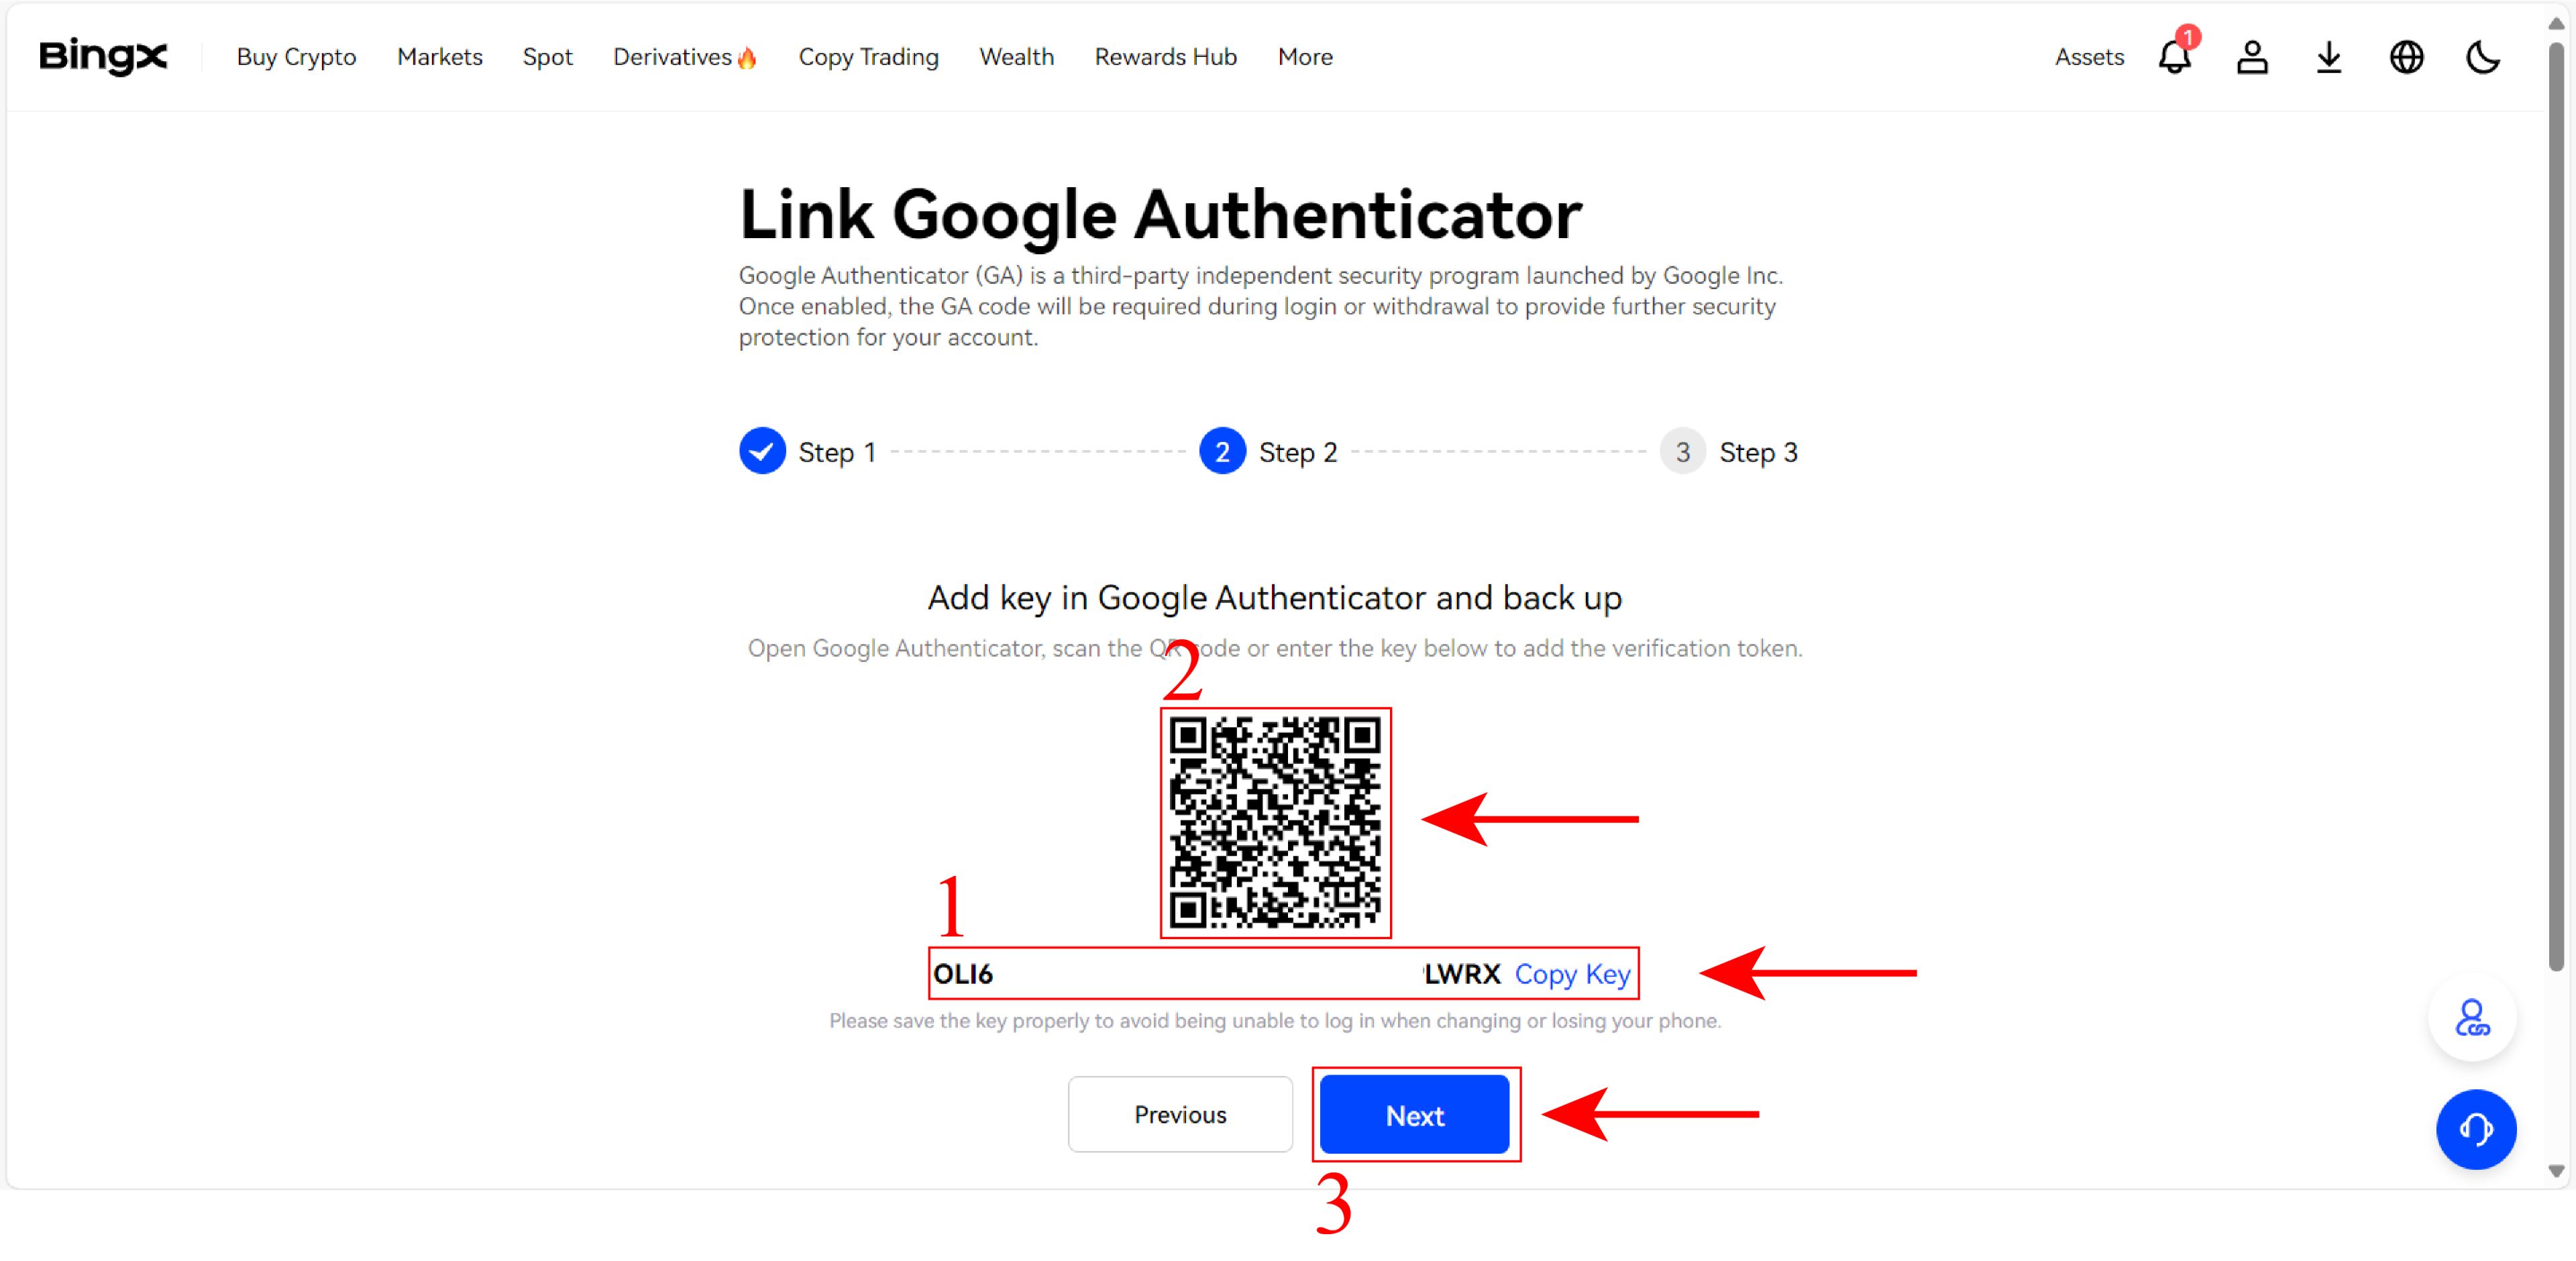 BingX Buy Crypto Markets Spot Derivatives Copy Trading Wealth Rewards Hub More Assets 1
Link Google Authenticator
Google Authenticator (GA) is a third-party independent security program launched by Google Inc.
Once enabled, the GA code will be required during login or withdrawal to provide further security
protection for your account.
Step 1 2 Step 2 3 Step 3
Add key in Google Authenticator and back up
Open Google Authenticator, scan the QR code or enter the key below to add the verification token.
2
1
OLI6 LWRX Copy Key
Please save the key properly to avoid being unable to log in when changing or losing your phone.
Previous Next
3